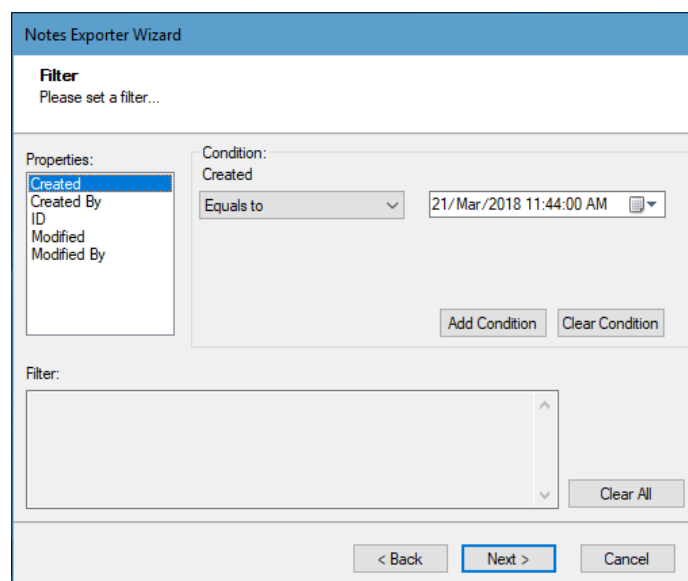 Notes Exporter Wizard
Filter
Please set a filter...
Properties:
Created
Created By
ID
Modified
Modified By
Condition:
Created
Equals to
21/Mar/2018 11:44:00 AM
Add Condition
Clear Condition
Filter:
Clear All
< Back
Next >
Cancel